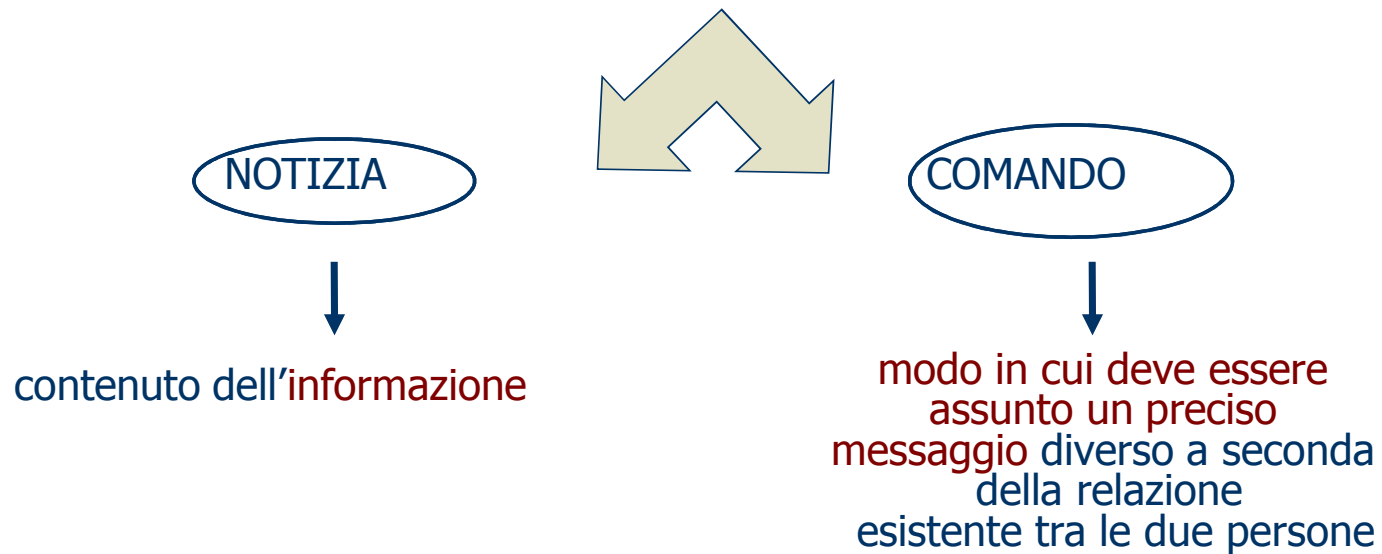 NOTIZIA
COMANDO
contenuto dell’informazione
modo in cui deve essere
assunto un preciso
messaggio diverso a seconda
della relazione
esistente tra le due persone